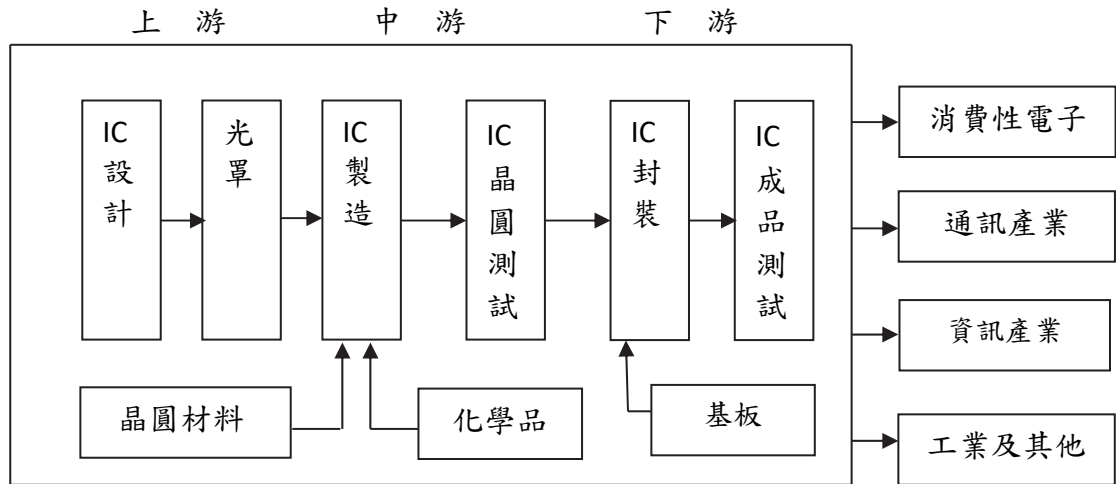 上 游 中 游 下 游
IC設計
光罩
IC製造
IC晶圓測試
IC封裝
IC成品測試
消費性電子
通訊產業
資訊產業
工業及其他
晶圓材料
化學品
基板